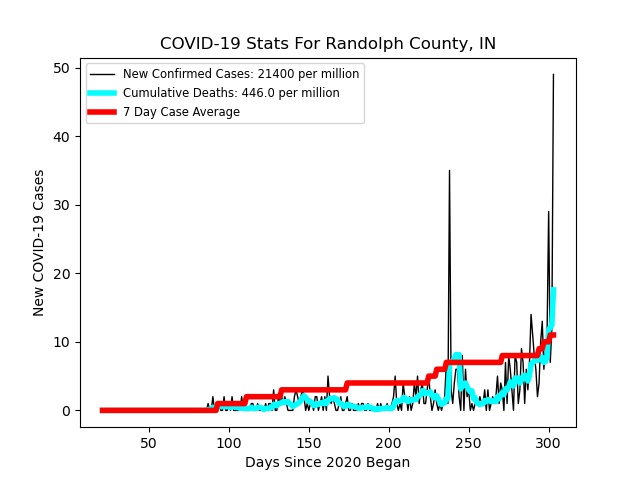 COVID-19 Stats For Randolph County, IN
New Confirmed Cases: 21400 per million
Cumulative Deaths: 446.0 per million
7 Day Case Average
New COVID-19 Cases
50
40
30
20
10
0
50 100 150 200 250 300
Days Since 2020 Began